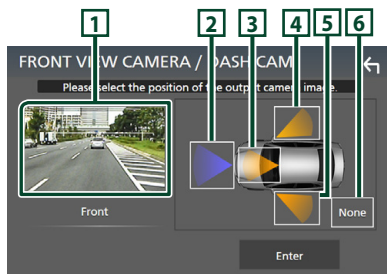 1 2 3 4 5 6
FRONT VIEW CAMERA / DASH CAM
Please select the position of the output camera image.
Front
None
Enter